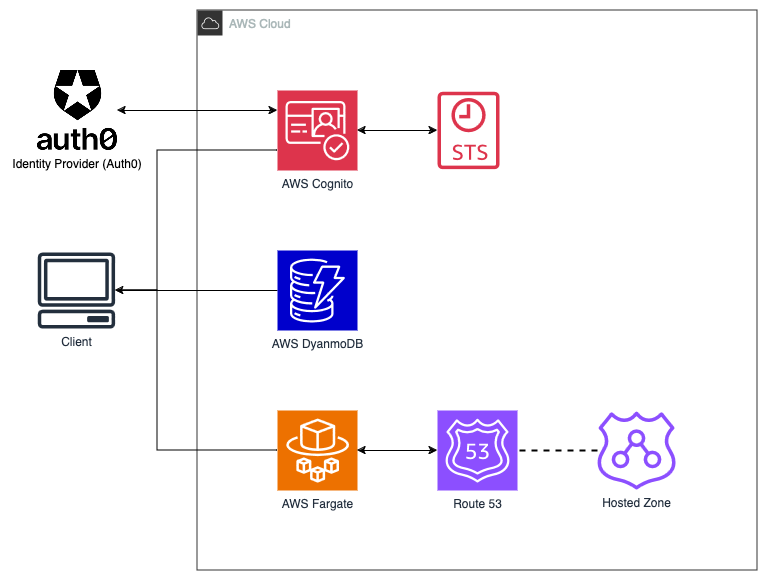 AWS Cloud
auth0
Identity Provider (Auth0)
STS
AWS Cognito
Client
AWS DyanmoDB
53
AWS Fargate
Route 53
Hosted Zone